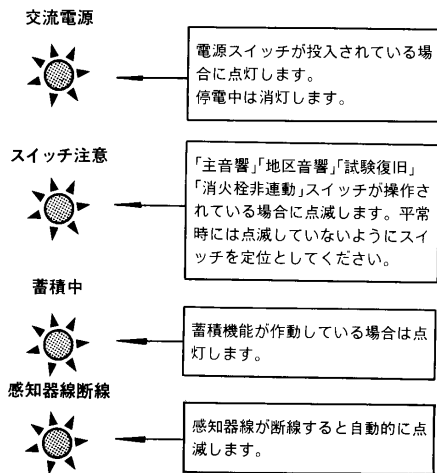 交流電源
電源スイッチが投入されている場
合に点灯します。
停電中は消灯します。
スイッチ注意
「主音響」「地区音響」「試験復旧」
「消火栓非連動」スイッチが操作さ
れている場合に点滅します。平常
時には点滅していないようにスイ
ッチを定位としてください。
蓄積中
蓄積機能が作動している場合は点
灯します。
感知器線断線
感知器線が断線すると自動的に点
滅します。